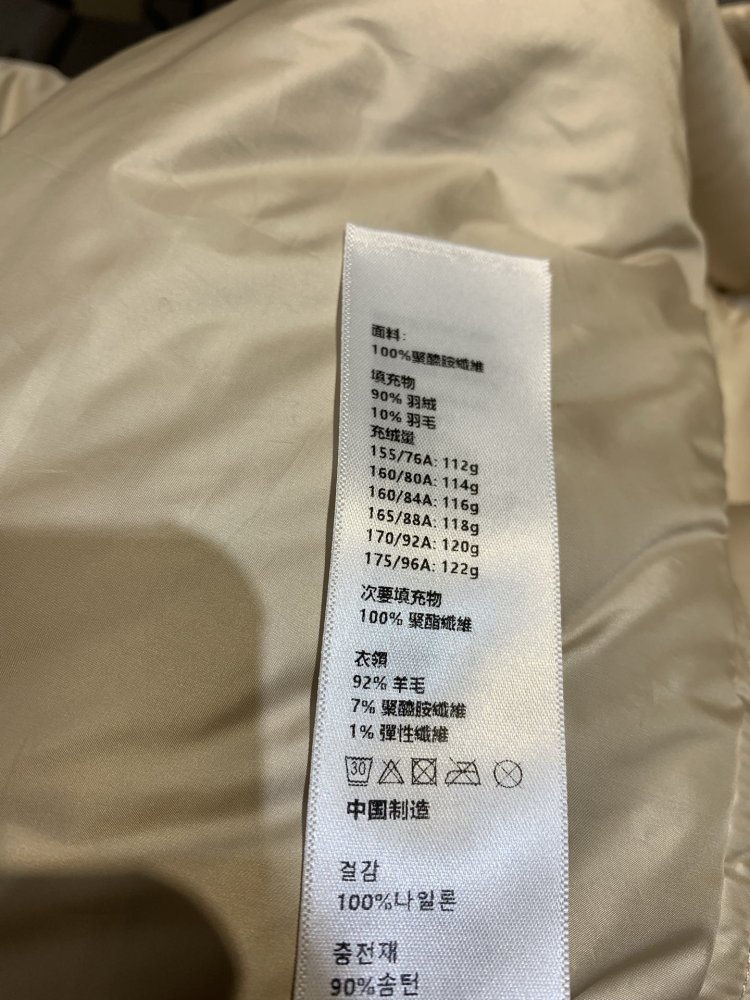 面料:
100%聚醯胺纖維
填充物
90% 羽絨
10% 羽毛
充绒量
155/76A: 112g
160/80A: 114g
160/84A: 116g
165/88A: 118g
170/92A: 120g
175/96A: 122g
次要填充物
100% 聚酯纖維
衣領
92% 羊毛
7% 聚醯胺纖維
1% 彈性纖維
30
中国制造
걸감
100%나일론
충전재
90%솜턴